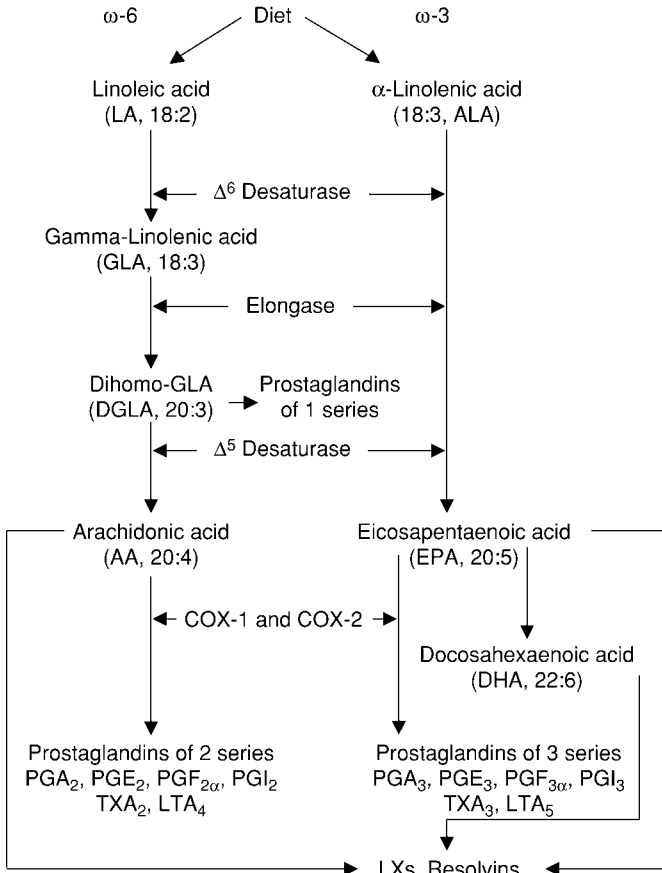 ω-6 Diet ω-3
Linoleic acid α-Linolenic acid
(LA, 18:2) (18:3, ALA)
Δ⁶ Desaturase
Gamma-Linolenic acid
(GLA, 18:3)
Elongase
Dihomo-GLA Prostaglandins
(DGLA, 20:3) of 1 series
Δ⁵ Desaturase
Arachidonic acid Eicosapentaenoic acid
(AA, 20:4) (EPA, 20:5)
COX-1 and COX-2
Docosahexaenoic acid
(DHA, 22:6)
Prostaglandins of 2 series Prostaglandins of 3 series
PGA₂, PGE₂, PGF₂α, PGI₂ PGA₃, PGE₃, PGF₃α, PGI₃
TXA₂, LTA₄ TXA₃, LTA₅
LXs, Resolvins